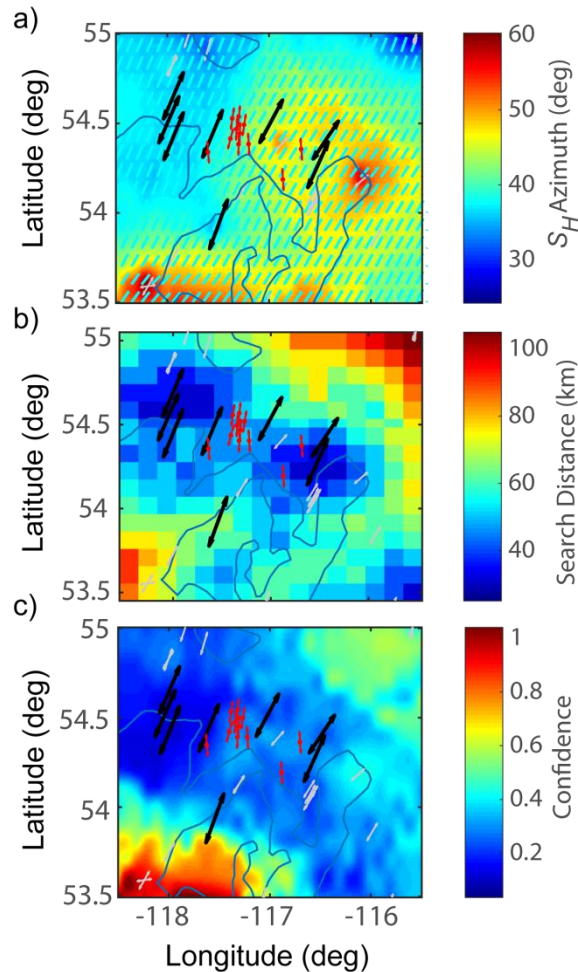 a)
55
54.5
54
53.5
Latitude (deg)
60
50
40
30
S_H Azimuth (deg)
b)
55
54.5
54
53.5
Latitude (deg)
100
80
60
40
Search Distance (km)
c)
55
54.5
54
53.5
Latitude (deg)
1
0.8
0.6
0.4
0.2
Confidence
-118
-117
-116
Longitude (deg)